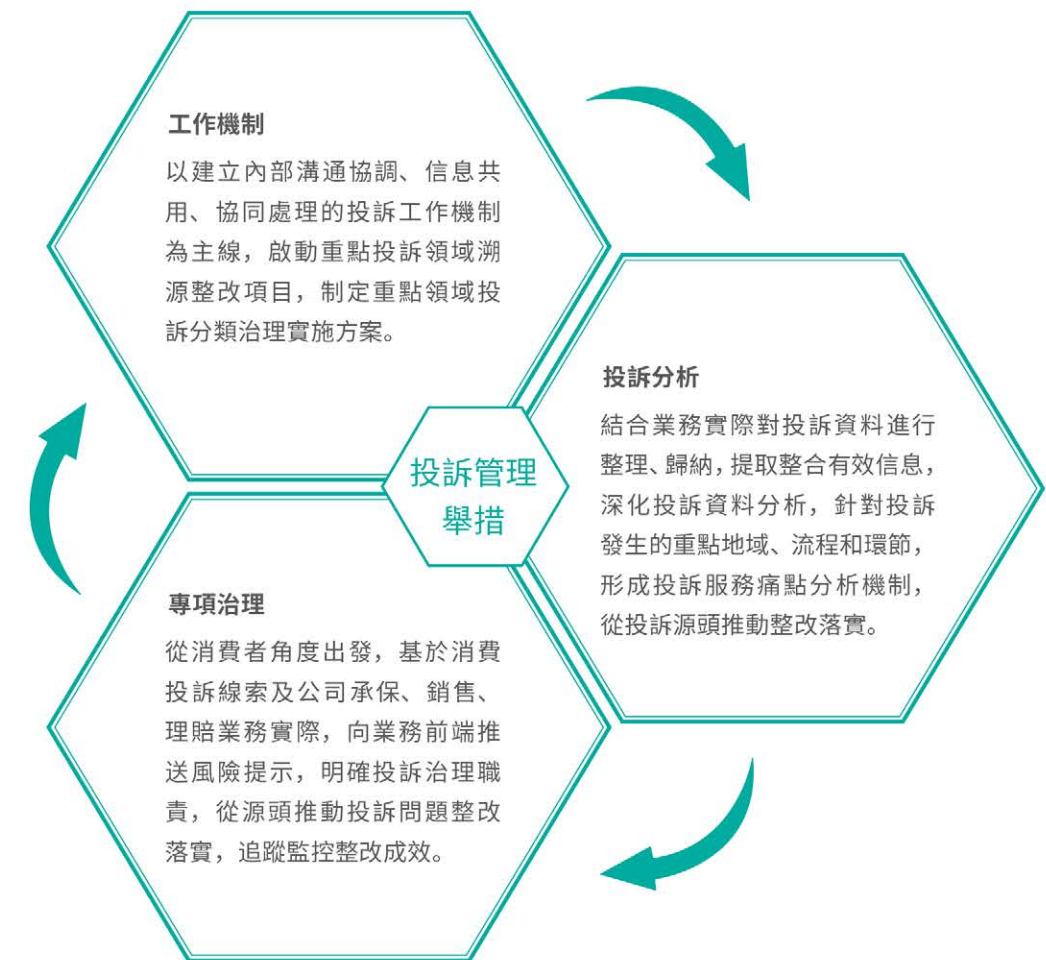 工作機制
以建立內部溝通協調、信息共
用、協同處理的投訴工作機制
為主線，啟動重點投訴領域溯
源整改項目，制定重點領域投
訴分類治理實施方案。
投訴分析
結合業務實際對投訴資料進行
整理、歸納，提取整合有效信息，
深化投訴資料分析，針對投訴
發生的重點地域、流程和環節，
形成投訴服務痛點分析機制，
從投訴源頭推動整改落實。
投訴管理
舉措
專項治理
從消費者角度出發，基於消費
投訴線索及公司承保、銷售、
理賠業務實際，向業務前端推
送風險提示，明確投訴治理職
責，從源頭推動投訴問題整改
落實，追蹤監控整改成效。